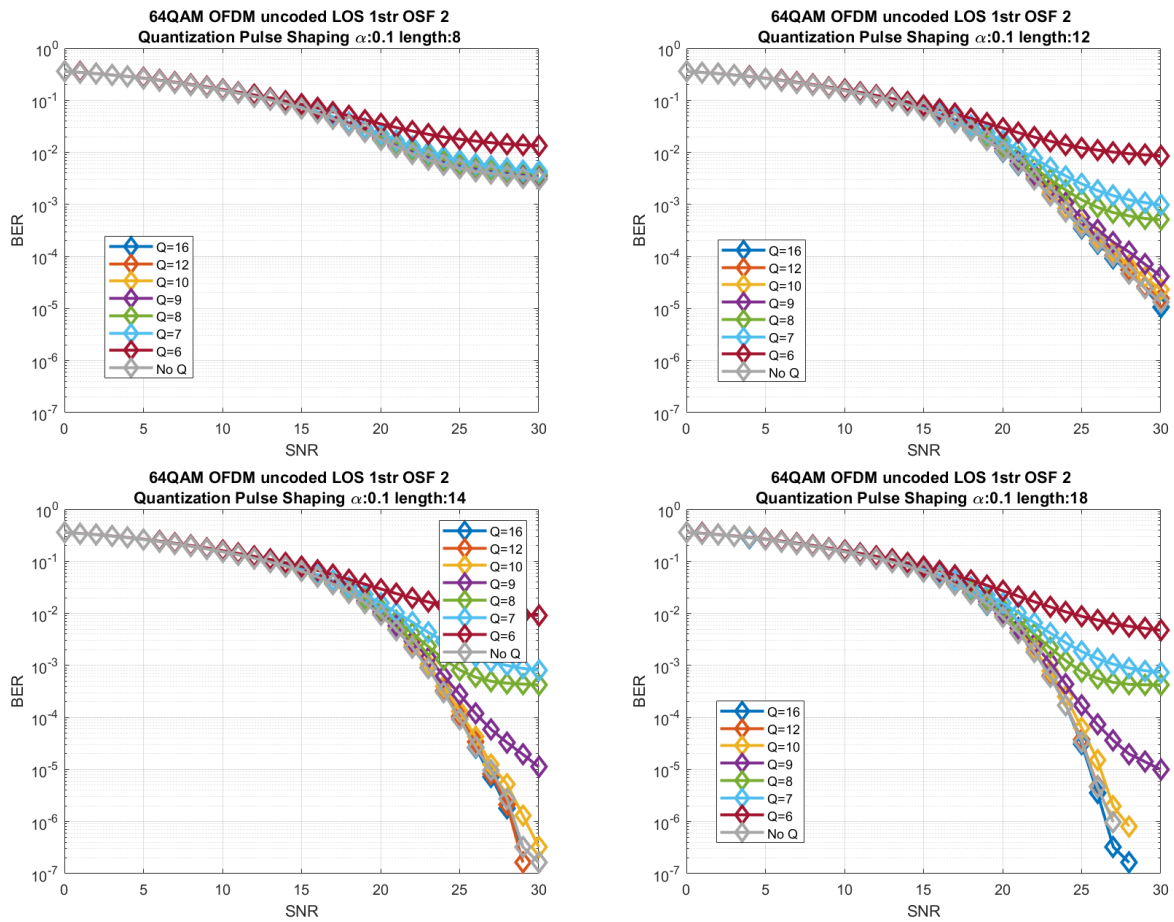 64QAM OFDM uncoded LOS 1str OSF 2
Quantization Pulse Shaping α:0.1 length:8
10^0
10^-1
10^-2
10^-3
10^-4
10^-5
10^-6
10^-7
BER
Q=16
Q=12
Q=10
Q=9
Q=8
Q=7
Q=6
No Q
0 5 10 15 20 25 30
SNR
64QAM OFDM uncoded LOS 1str OSF 2
Quantization Pulse Shaping α:0.1 length:12
10^0
10^-1
10^-2
10^-3
10^-4
10^-5
10^-6
10^-7
BER
Q=16
Q=12
Q=10
Q=9
Q=8
Q=7
Q=6
No Q
0 5 10 15 20 25 30
SNR
64QAM OFDM uncoded LOS 1str OSF 2
Quantization Pulse Shaping α:0.1 length:14
10^0
10^-1
10^-2
10^-3
10^-4
10^-5
10^-6
10^-7
BER
Q=16
Q=12
Q=10
Q=9
Q=8
Q=7
Q=6
No Q
0 5 10 15 20 25 30
SNR
64QAM OFDM uncoded LOS 1str OSF 2
Quantization Pulse Shaping α:0.1 length:18
10^0
10^-1
10^-2
10^-3
10^-4
10^-5
10^-6
10^-7
BER
Q=16
Q=12
Q=10
Q=9
Q=8
Q=7
Q=6
No Q
0 5 10 15 20 25 30
SNR